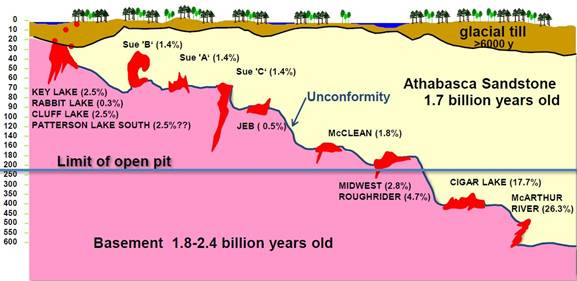 0
10
20
30
40
50
60
70
80
90
100
120
140
160
180
200
250
300
350
400
450
500
550
600
glacial till
>6000 y
Sue 'B' (1.4%)
Sue 'A' (1.4%)
Sue 'C' (1.4%)
Athabasca Sandstone
1.7 billion years old
KEY LAKE (2.5%)
RABBIT LAKE (0.3%)
CLUFF LAKE (2.5%)
PATTERSON LAKE SOUTH (2.5%??)
Unconformity
JEB ( 0.5%)
McCLEAN (1.8%)
Limit of open pit
MIDWEST (2.8%)
ROUGHRIDER (4.7%)
CIGAR LAKE (17.7%)
McARTHUR
RIVER (26.3%)
Basement 1.8-2.4 billion years old